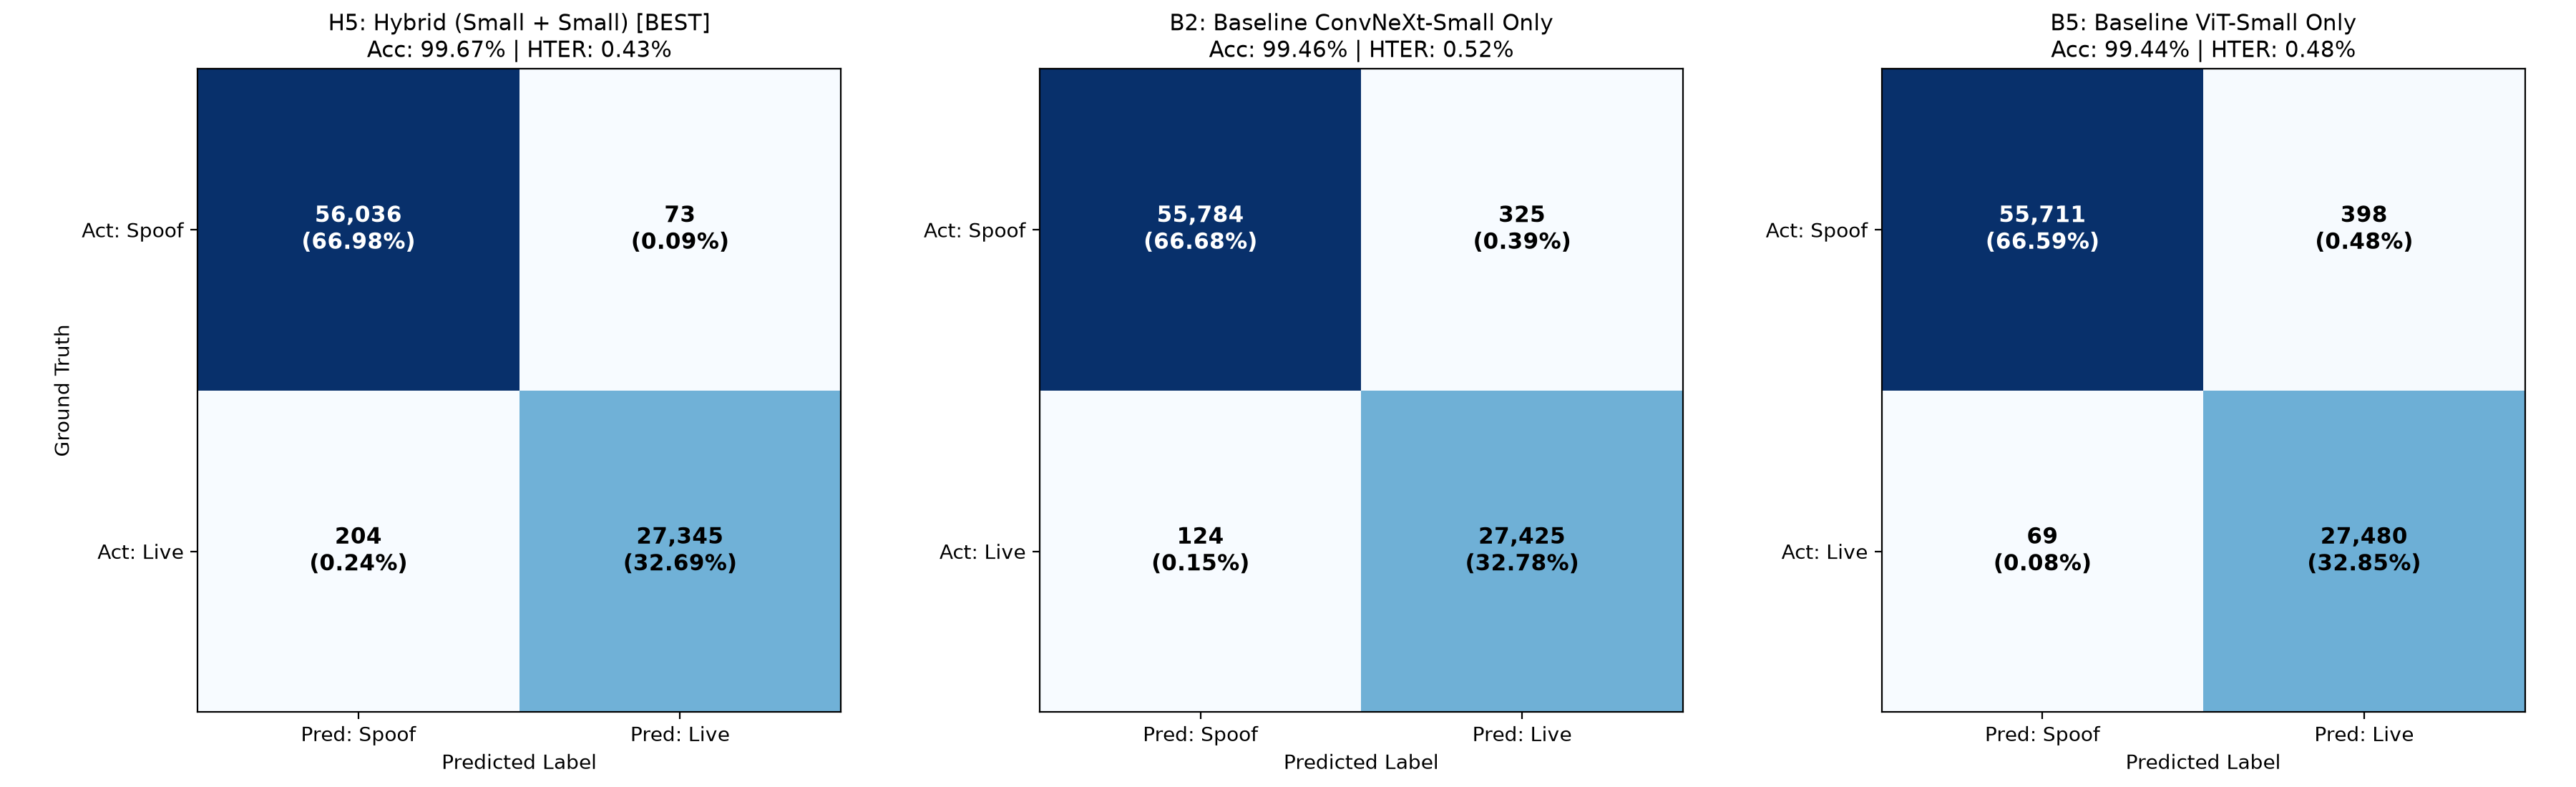 H5: Hybrid (Small + Small) [BEST]
Acc: 99.67% | HTER: 0.43%
Ground Truth
Act: Spoof
56,036
(66.98%)
73
(0.09%)
Act: Live
204
(0.24%)
27,345
(32.69%)
Pred: Spoof
Pred: Live
Predicted Label
B2: Baseline ConvNeXt-Small Only
Acc: 99.46% | HTER: 0.52%
Act: Spoof
55,784
(66.68%)
325
(0.39%)
Act: Live
124
(0.15%)
27,425
(32.78%)
Pred: Spoof
Pred: Live
Predicted Label
B5: Baseline ViT-Small Only
Acc: 99.44% | HTER: 0.48%
Act: Spoof
55,711
(66.59%)
398
(0.48%)
Act: Live
69
(0.08%)
27,480
(32.85%)
Pred: Spoof
Pred: Live
Predicted Label